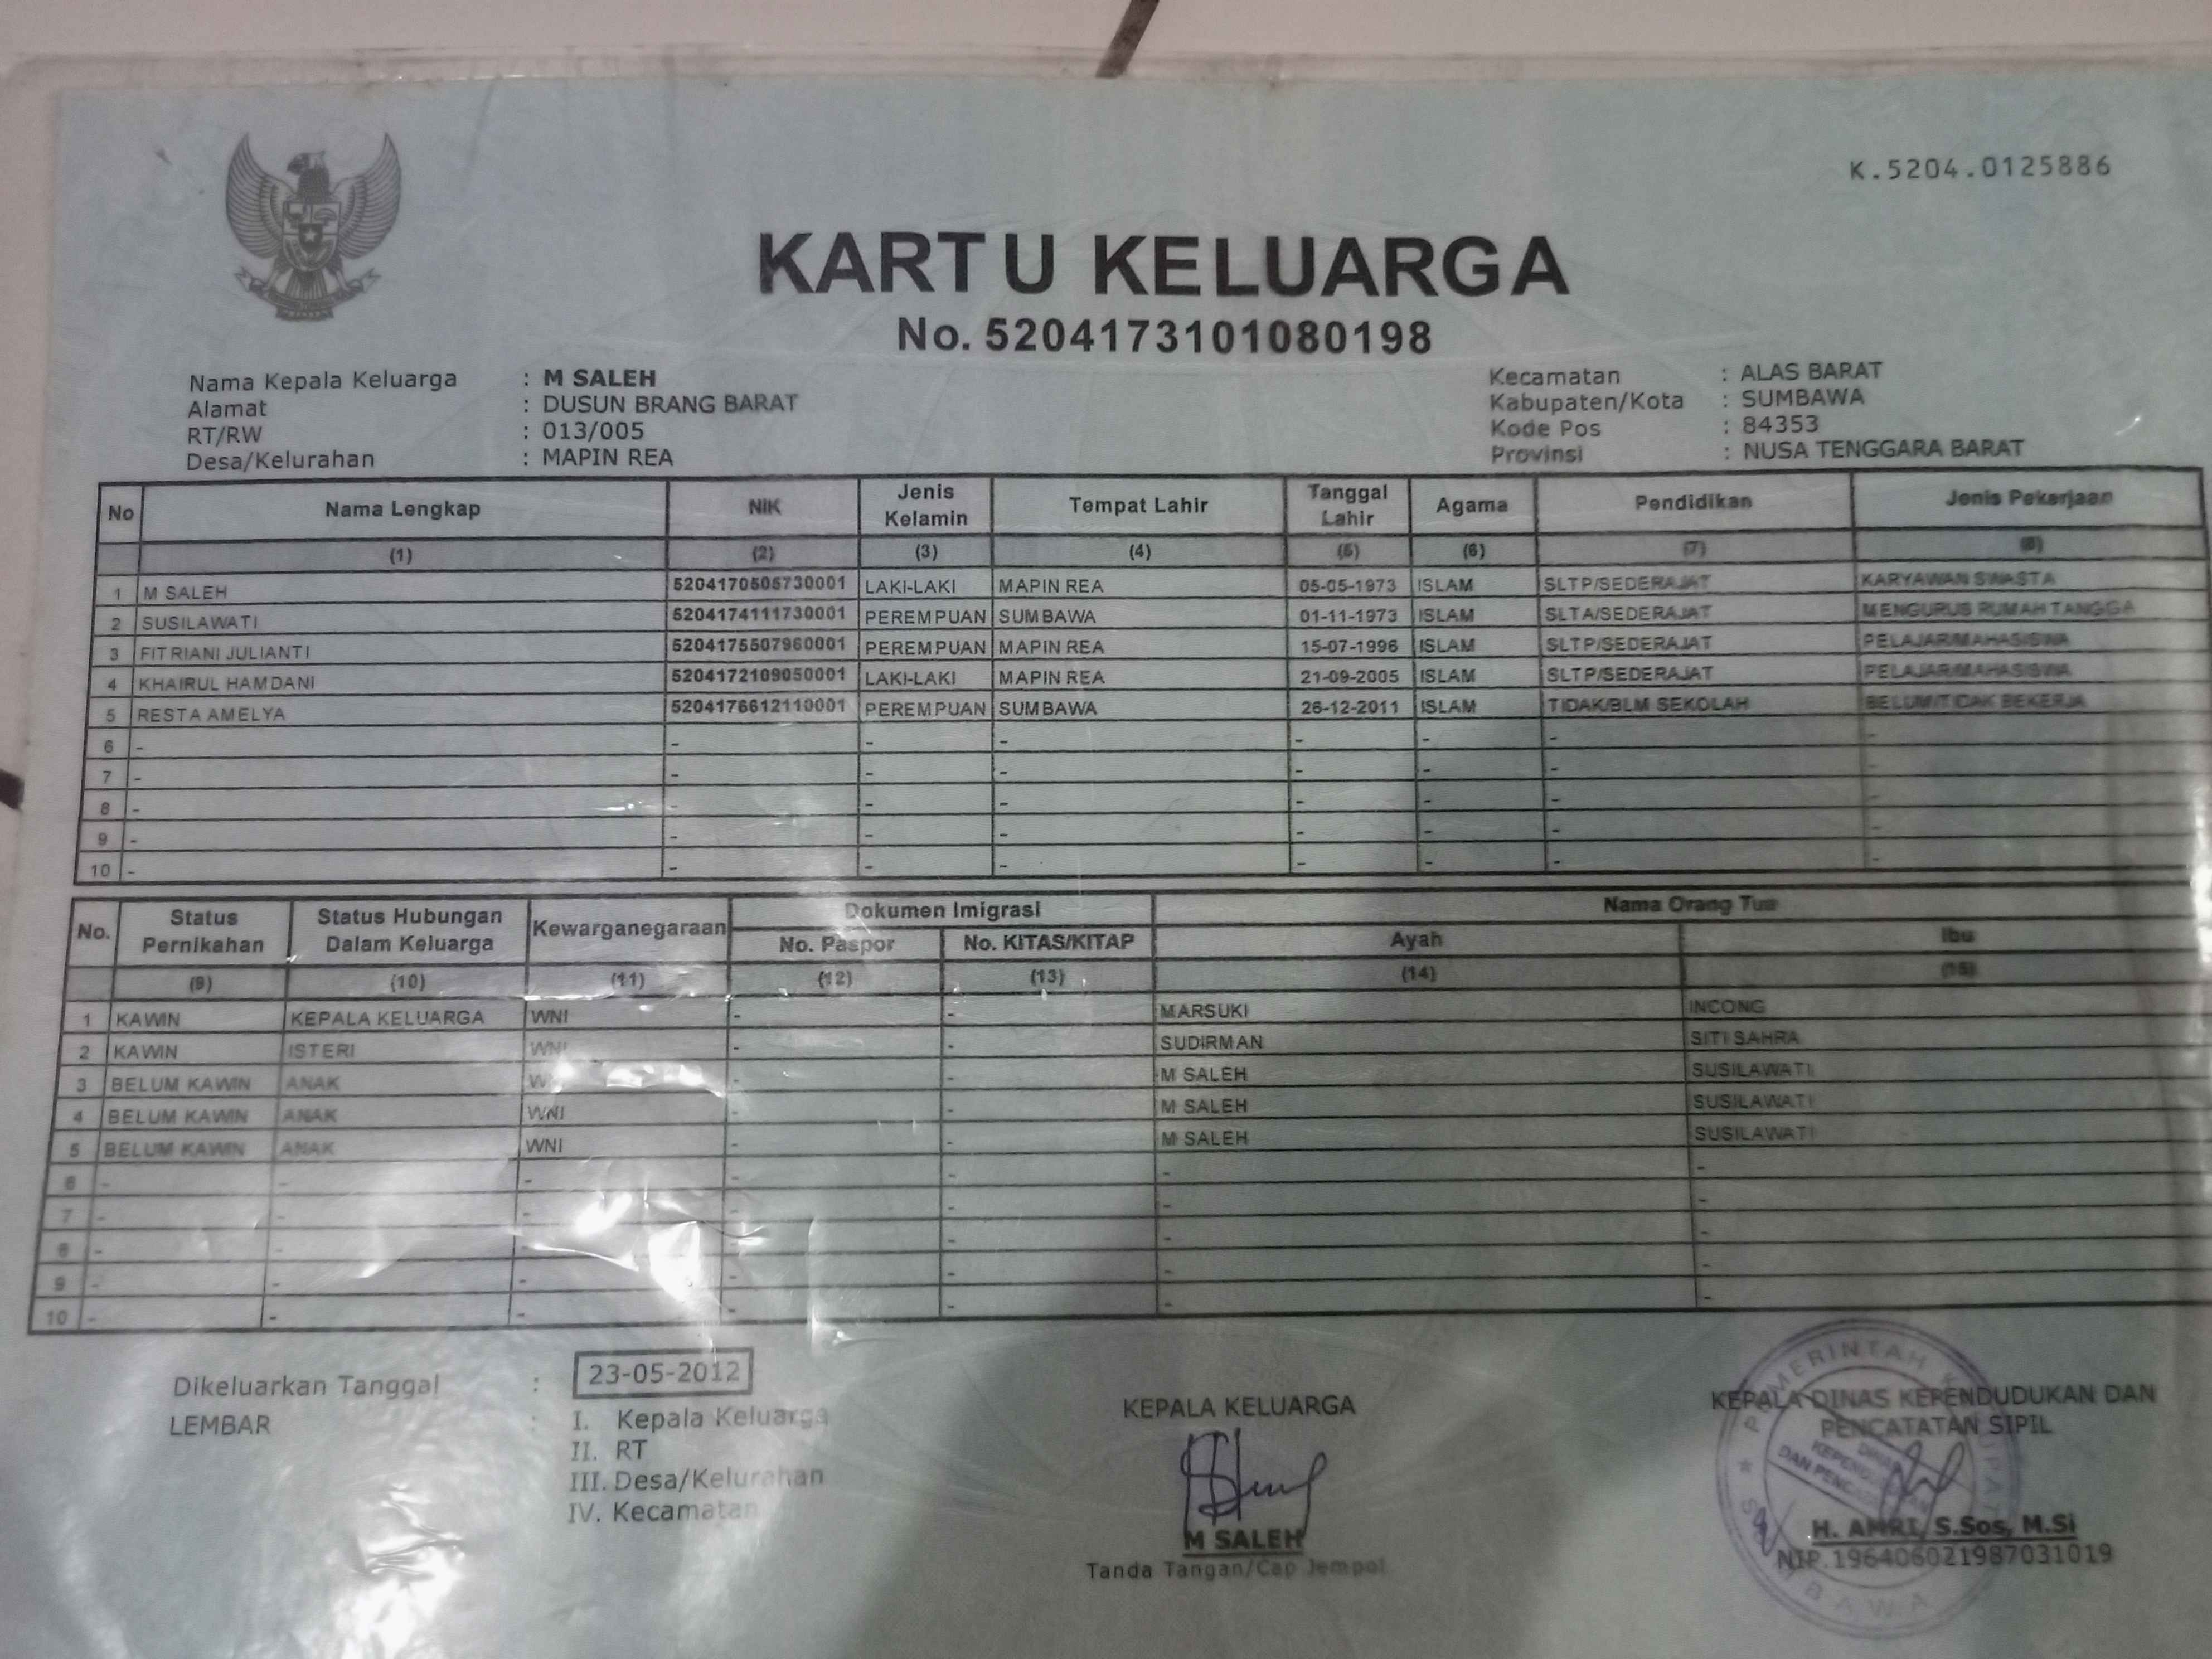 K.5204.0125886
KARTU KELUARGA
No. 5204173101080198
Nama Kepala Keluarga : M SALEH
Alamat : DUSUN BRANG BARAT
RT/RW : 013/005
Desa/Kelurahan : MAPIN REA
Kecamatan : ALAS BARAT
Kabupaten/Kota : SUMBAWA
Kode Pos : 84353
Provinsi : NUSA TENGGARA BARAT
No Nama Lengkap NIK Jenis Kelamin Tempat Lahir Tanggal Lahir Agama Pendidikan Jenis Pekerjaan
(1) (2) (3) (4) (5) (6) (7) (8)
1 M SALEH 5204170505730001 LAKI-LAKI MAPIN REA 05-05-1973 ISLAM SLTP/SEDERAJAT KARYAWAN SWASTA
2 SUSILAWATI 5204174111730001 PEREMPUAN SUMBAWA 01-11-1973 ISLAM SLTA/SEDERAJAT MENGURUS RUMAH TANGGA
3 FITRIANI JULIANTI 5204175507960001 PEREMPUAN MAPIN REA 15-07-1996 ISLAM SLTP/SEDERAJAT PELAJAR/MAHASISWA
4 KHAIRUL HAMDANI 5204172109050001 LAKI-LAKI MAPIN REA 21-09-2005 ISLAM SLTP/SEDERAJAT PELAJAR/MAHASISWA
5 RESTA AMELYA 5204176612110001 PEREMPUAN SUMBAWA 26-12-2011 ISLAM TIDAK/BLM SEKOLAH BELUM/TIDAK BEKERJA
6 - - - - - - - -
7 - - - - - - - -
8 - - - - - - - -
9 - - - - - - - -
10 - - - - - - - -
No. Status Pernikahan Status Hubungan Dalam Keluarga Kewarganegaraan Dokumen Imigrasi Nama Orang Tua
No. Paspor No. KITAS/KITAP Ayah Ibu
(9) (10) (11) (12) (13) (14) (15)
1 KAWIN KEPALA KELUARGA WNI - - MARSUKI INCONG
2 KAWIN ISTERI WNI - - SUDIRMAN SITI SAHRA
3 BELUM KAWIN ANAK - - M SALEH SUSILAWATI
4 BELUM KAWIN ANAK WNI - - M SALEH SUSILAWATI
5 BELUM KAWIN ANAK WNI - - M SALEH SUSILAWATI
6 - - - - - - -
7 - - - - - - -
8 - - - - - - -
9 - - - - - - -
10 - - - - - - -
Dikeluarkan Tanggal : 23-05-2012
LEMBAR : I. Kepala Keluarga
II. RT
III. Desa/Kelurahan
IV. Kecamatan
KEPALA KELUARGA
M SALEH
Tanda Tangan/Cap Jempol
KEPALA DINAS KEPENDUDUKAN DAN
PENCATATAN SIPIL
H. AMRI, S.Sos, M.Si
NIP.196406021987031019
PEMERINTAH
DINAS
KEPENDUDUKAN